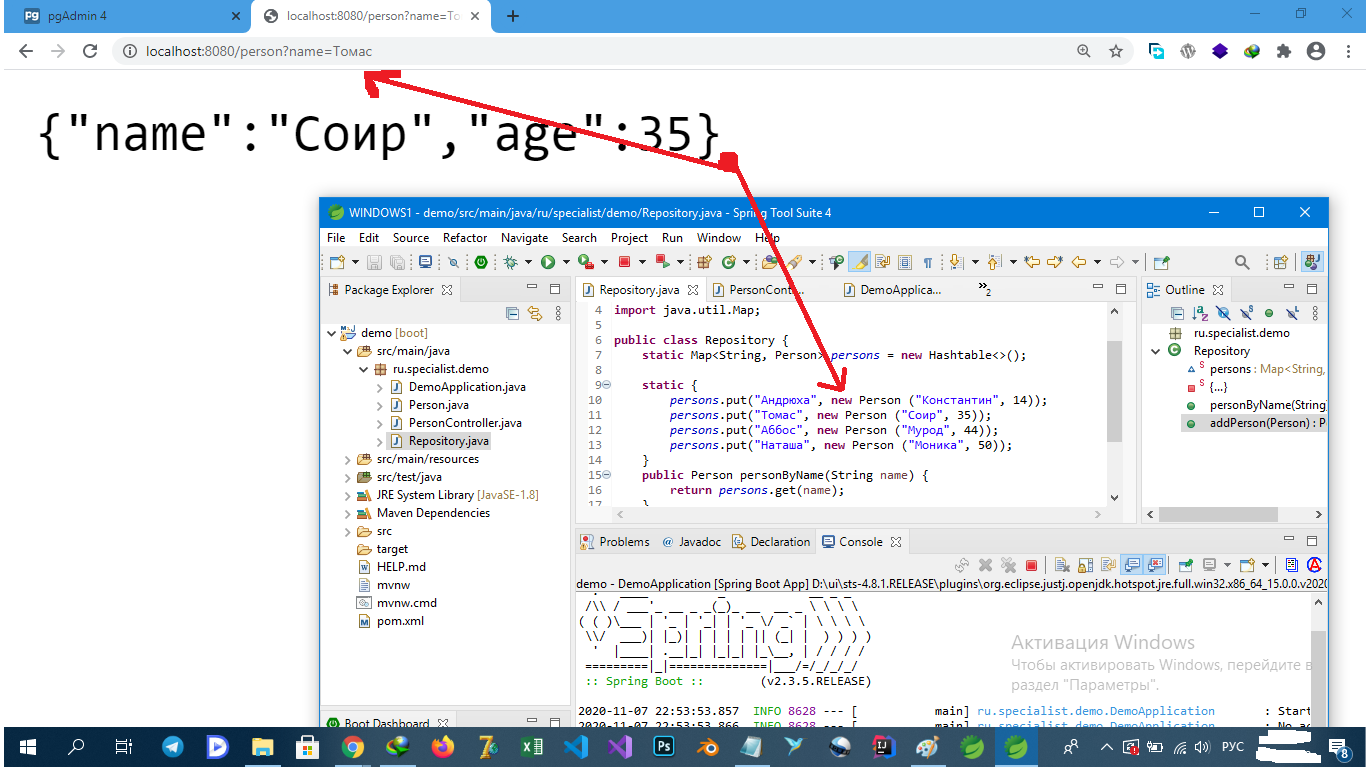 pgAdmin 4
localhost:8080/person?name=То
localhost:8080/person?name=Томас
{"name":"Соир","age":35}
WINDOWS1 - demo/src/main/java/ru/specialist/demo/Repository.java - Spring Tool Suite 4
File Edit Source Refactor Navigate Search Project Run Window Help
Package Explorer
demo [boot]
src/main/java
ru.specialist.demo
DemoApplication.java
Person.java
PersonController.java
Repository.java
src/main/resources
src/test/java
JRE System Library [JavaSE-1.8]
Maven Dependencies
src
target
HELP.md
mvnw
mvnw.cmd
pom.xml
Boot Dashboard
Repository.java PersonCont... DemoApplica... »2
4 import java.util.Map;
5
6 public class Repository {
7 static Map<String, Person> persons = new Hashtable<>();
8
9 static {
10 persons.put("Андрюха", new Person ("Константин", 14));
11 persons.put("Томас", new Person ("Соир", 35));
12 persons.put("Аббос", new Person ("Мурод", 44));
13 persons.put("Наташа", new Person ("Моника", 50));
14 }
15 public Person personByName(String name) {
16 return persons.get(name);
17 }
Outline
ru.specialist.demo
Repository
persons : Map<String,
{...}
personByName(String)
addPerson(Person) : P
Problems @ Javadoc Declaration Console
demo - DemoApplication [Spring Boot App] D:\ui\sts-4.8.1.RELEASE\plugins\org.eclipse.justj.openjdk.hotspot.jre.full.win32.x86_64_15.0.0.v2020
:: Spring Boot :: (v2.3.5.RELEASE)
2020-11-07 22:53:53.857 INFO 8628 --- [ main] ru.specialist.demo.DemoApplication : Start
2020-11-07 22:53:53.866 INFO 8628 --- [ main] ru.specialist.demo.DemoApplication : No ac
Активация Windows
Чтобы активировать Windows, перейдите в
раздел "Параметры".
РУС
8